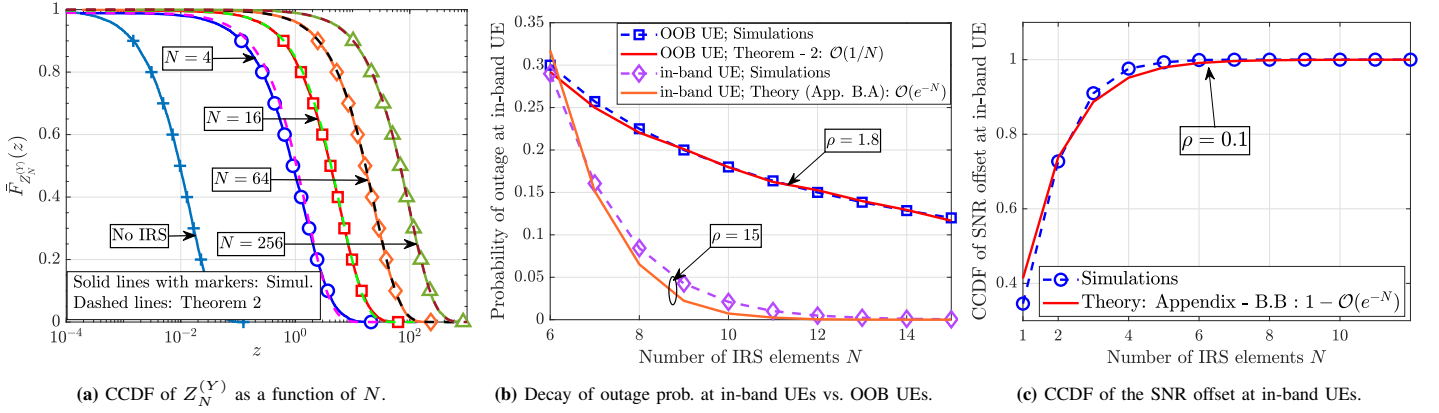 1
0.8
0.6
0.4
0.2
0
$\bar{F}_{Z_N^{(Y)}}(z)$
N = 4
N = 16
N = 64
No IRS
N = 256
Solid lines with markers: Simul.
Dashed lines: Theorem 2
10^{-4} 10^{-2} 10^{0} 10^{2}
z
(a) CCDF of $Z_N^{(Y)}$ as a function of N.
Probability of outage at in-band UE
0.35
0.3
0.25
0.2
0.15
0.1
0.05
0
OOB UE; Simulations
OOB UE; Theorem - 2: $\mathcal{O}(1/N)$
in-band UE; Simulations
in-band UE; Theory (App. B.A): $\mathcal{O}(e^{-N})$
ρ = 1.8
ρ = 15
6 8 10 12 14
Number of IRS elements N
(b) Decay of outage prob. at in-band UEs vs. OOB UEs.
CCDF of SNR offset at in-band UE
1
0.8
0.6
0.4
ρ = 0.1
Simulations
Theory: Appendix - B.B : $1 - \mathcal{O}(e^{-N})$
1 2 4 6 8 10
Number of IRS elements N
(c) CCDF of the SNR offset at in-band UEs.